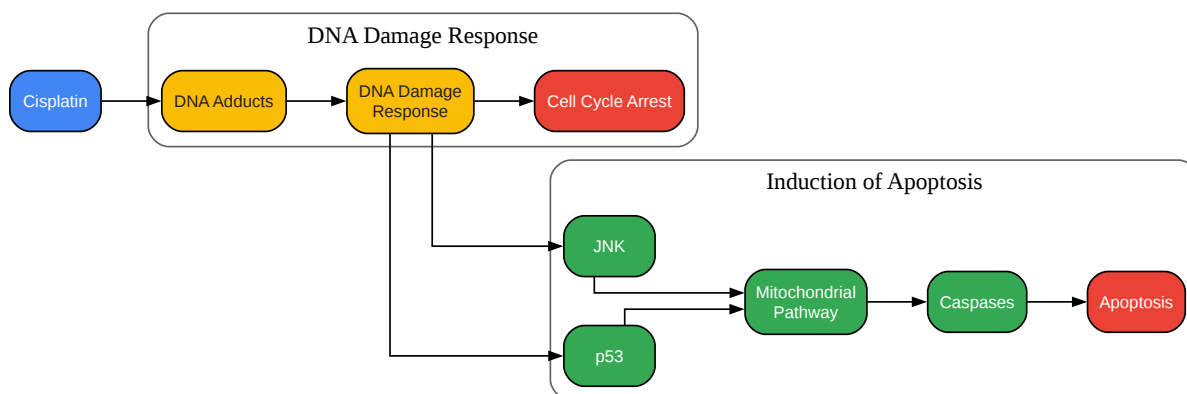 DNA Damage Response
Cisplatin
DNA Adducts
DNA Damage
Response
Cell Cycle Arrest
Induction of Apoptosis
JNK
Mitochondrial
Pathway
Caspases
Apoptosis
p53